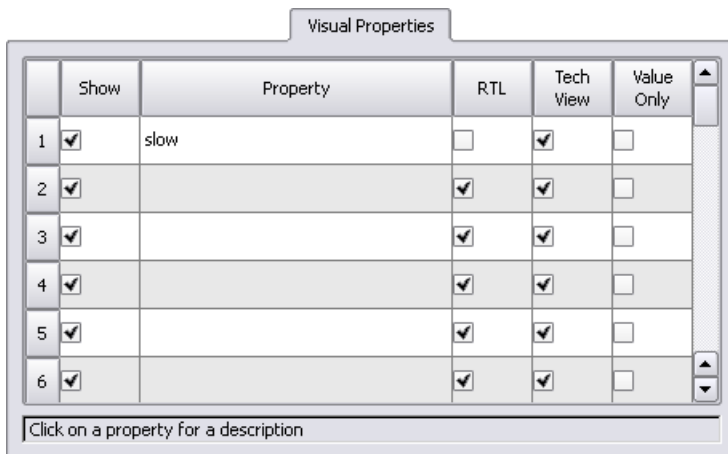 Visual Properties
Show Property RTL Tech View Value Only
1 slow
2
3
4
5
6
Click on a property for a description